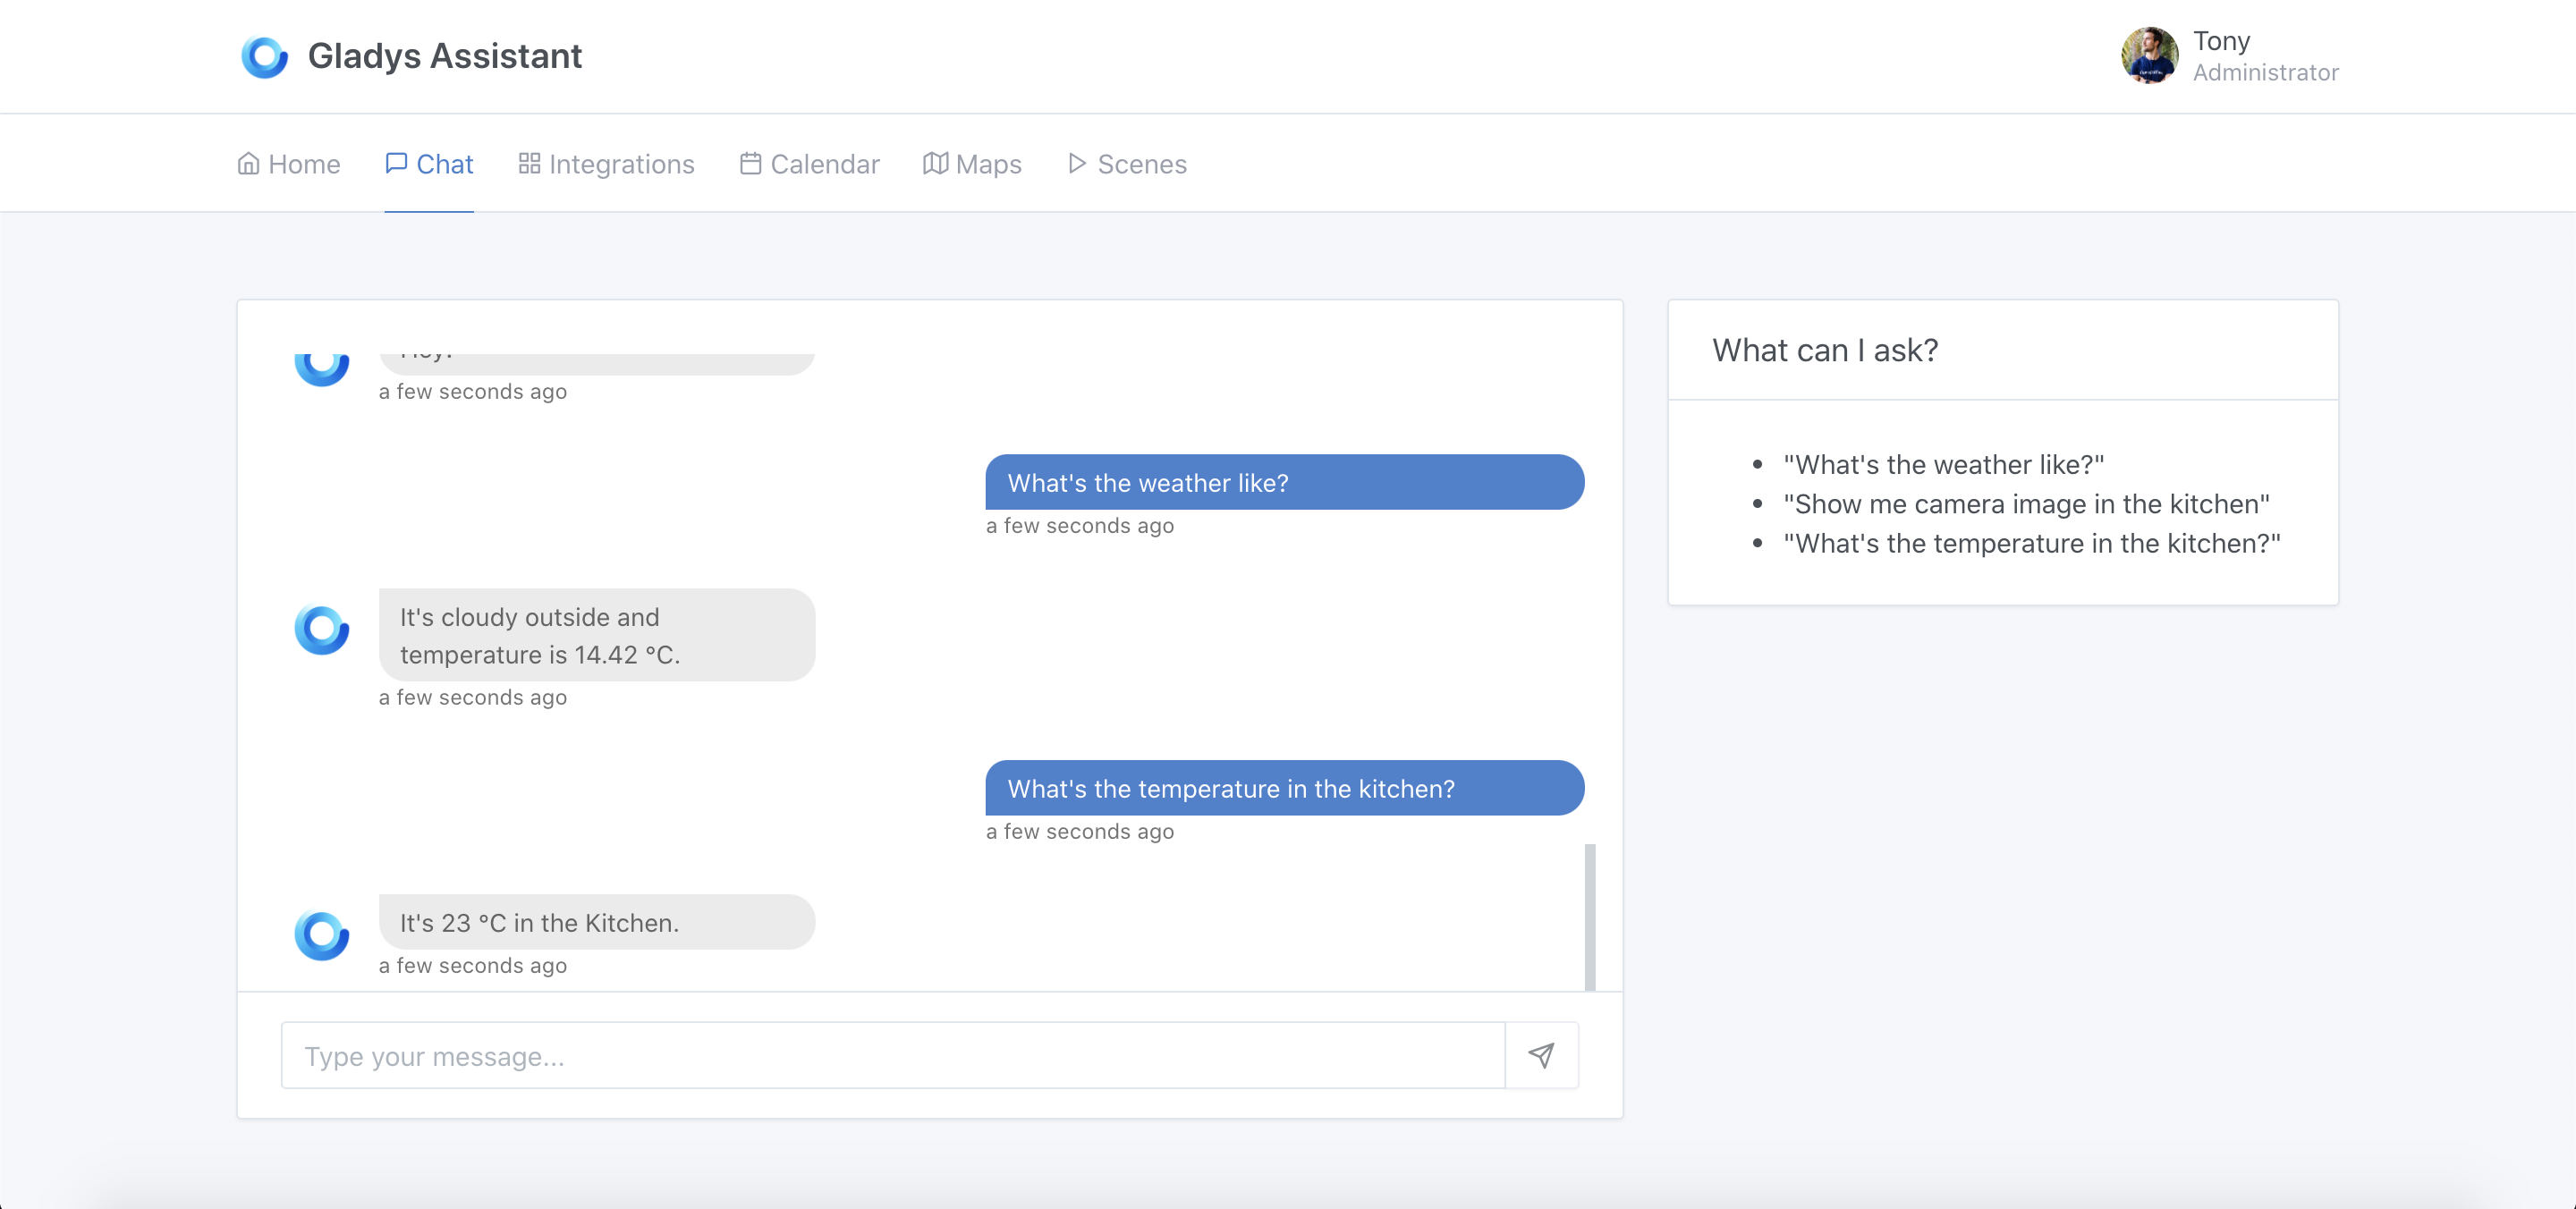 Gladys Assistant
Tony
Administrator
Home
Chat
Integrations
Calendar
Maps
Scenes
a few seconds ago
What's the weather like?
a few seconds ago
It's cloudy outside and
temperature is 14.42 °C.
a few seconds ago
What's the temperature in the kitchen?
a few seconds ago
It's 23 °C in the Kitchen.
a few seconds ago
Type your message...
What can I ask?
"What's the weather like?"
"Show me camera image in the kitchen"
"What's the temperature in the kitchen?"